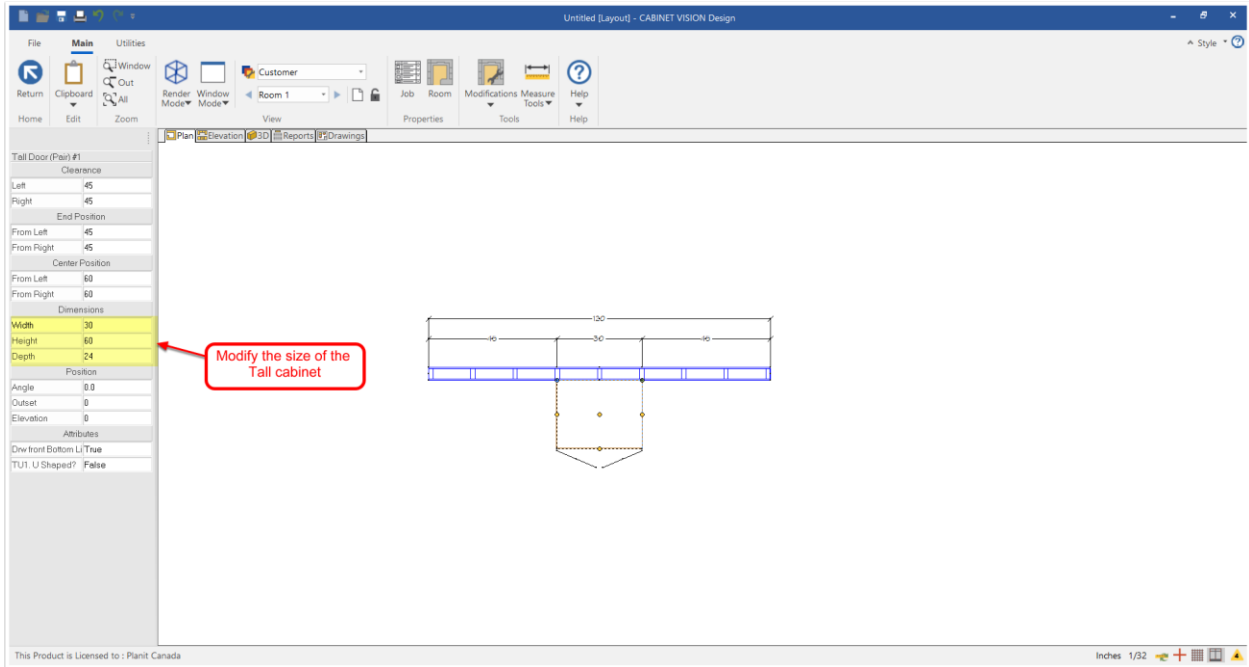 Untitled [Layout] - CABINET VISION Design
File Main Utilities
Style
Return Clipboard Window Out All
Render Mode Window Mode Customer Room 1
Job Room Modifications Measure Tools Help
Home Edit Zoom View Properties Tools Help
Plan Elevation 3D Reports Drawings
Tall Door (Pair) #1
Clearance
Left 45
Right 45
End Position
From Left 45
From Right 45
Center Position
From Left 60
From Right 60
Dimensions
Width 30
Height 60
Depth 24
Position
Angle 0.0
Outset 0
Elevation 0
Attributes
Drw front Bottom Li True
TU1. U Shaped? False
Modify the size of the
Tall cabinet
120
30
This Product is Licensed to : Planit Canada
Inches 1/32